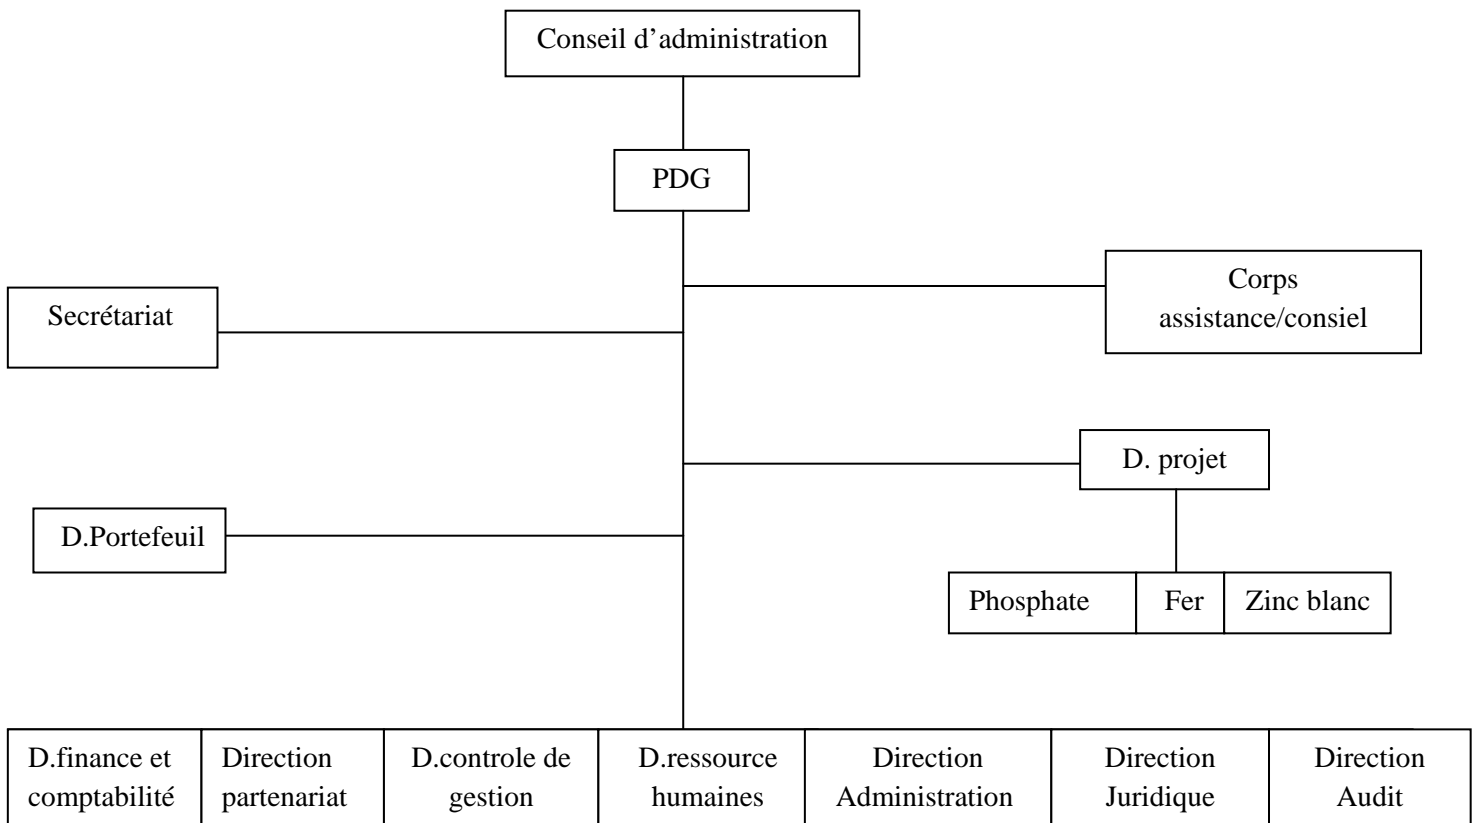 Conseil d’administration
PDG
Corps
assistance/consiel
Secrétariat
D. projet
D.Portefeuil
Phosphate
Fer
Zinc blanc
D.finance et
comptabilité
Direction
partenariat
D.controle de
gestion
D.ressource
humaines
Direction
Administration
Direction
Juridique
Direction
Audit